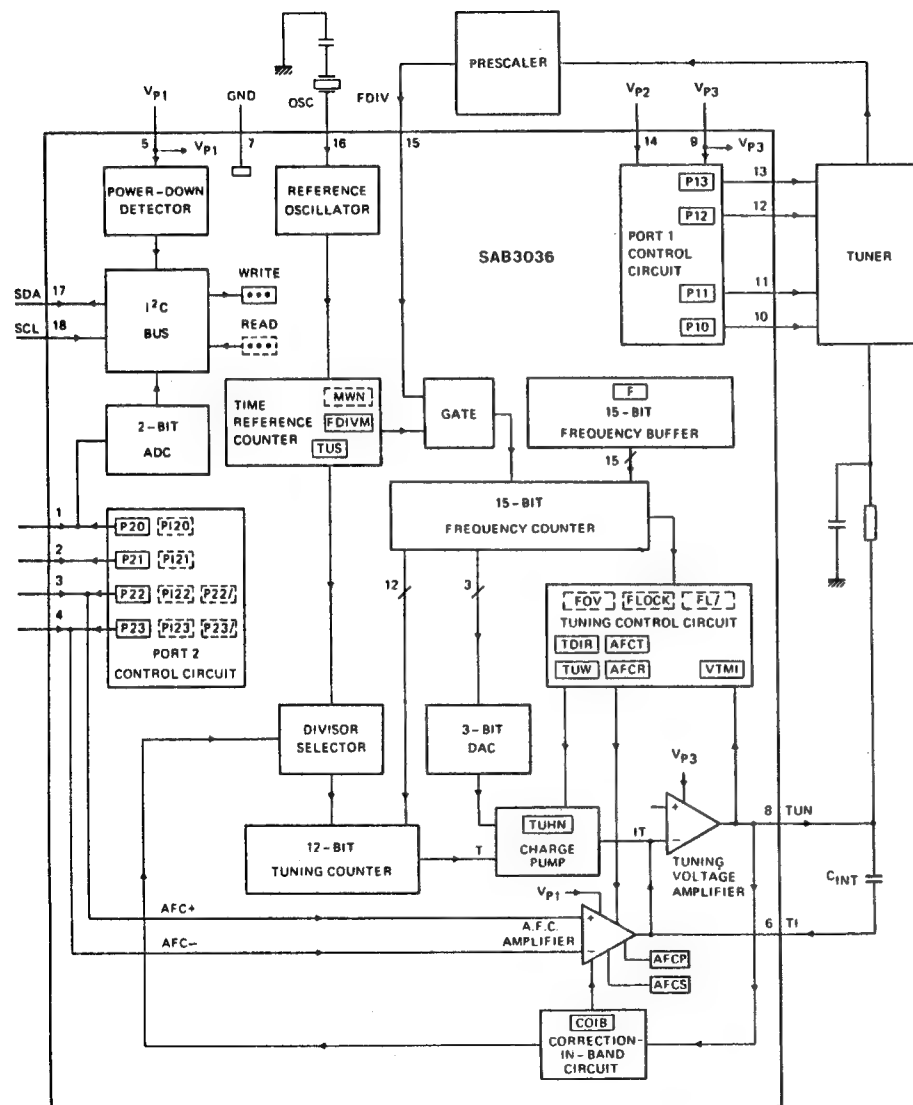 PRESCALER
OSC
FDIV
VP1
GND
VP2
VP3
5
VP1
7
16
15
14
9
VP3
POWER-DOWN
DETECTOR
REFERENCE
OSCILLATOR
SAB3036
P13
P12
PORT 1
CONTROL
CIRCUIT
P11
P10
13
12
11
10
TUNER
SDA
17
SCL
18
I2C
BUS
WRITE
READ
2-BIT
ADC
TIME
REFERENCE
COUNTER
MWN
FDIVM
TUS
GATE
F
15-BIT
FREQUENCY BUFFER
15
15-BIT
FREQUENCY COUNTER
1
2
3
4
P20 PI20
P21 PI21
P22 PI22 P22/
P23 PI23 P23/
PORT 2
CONTROL CIRCUIT
12
3
FOV FLOCK FL/
TUNING CONTROL CIRCUIT
TDIR AFCT
TUW AFCR VTMI
DIVISOR
SELECTOR
3-BIT
DAC
VP3
12-BIT
TUNING COUNTER
T
TUHN
CHARGE
PUMP
IT
+
−
TUNING
VOLTAGE
AMPLIFIER
8 TUN
CINT
6 TI
AFC+
AFC−
VP1
A.F.C.
AMPLIFIER
+
−
AFCP
AFCS
COIB
CORRECTION-
IN-BAND
CIRCUIT